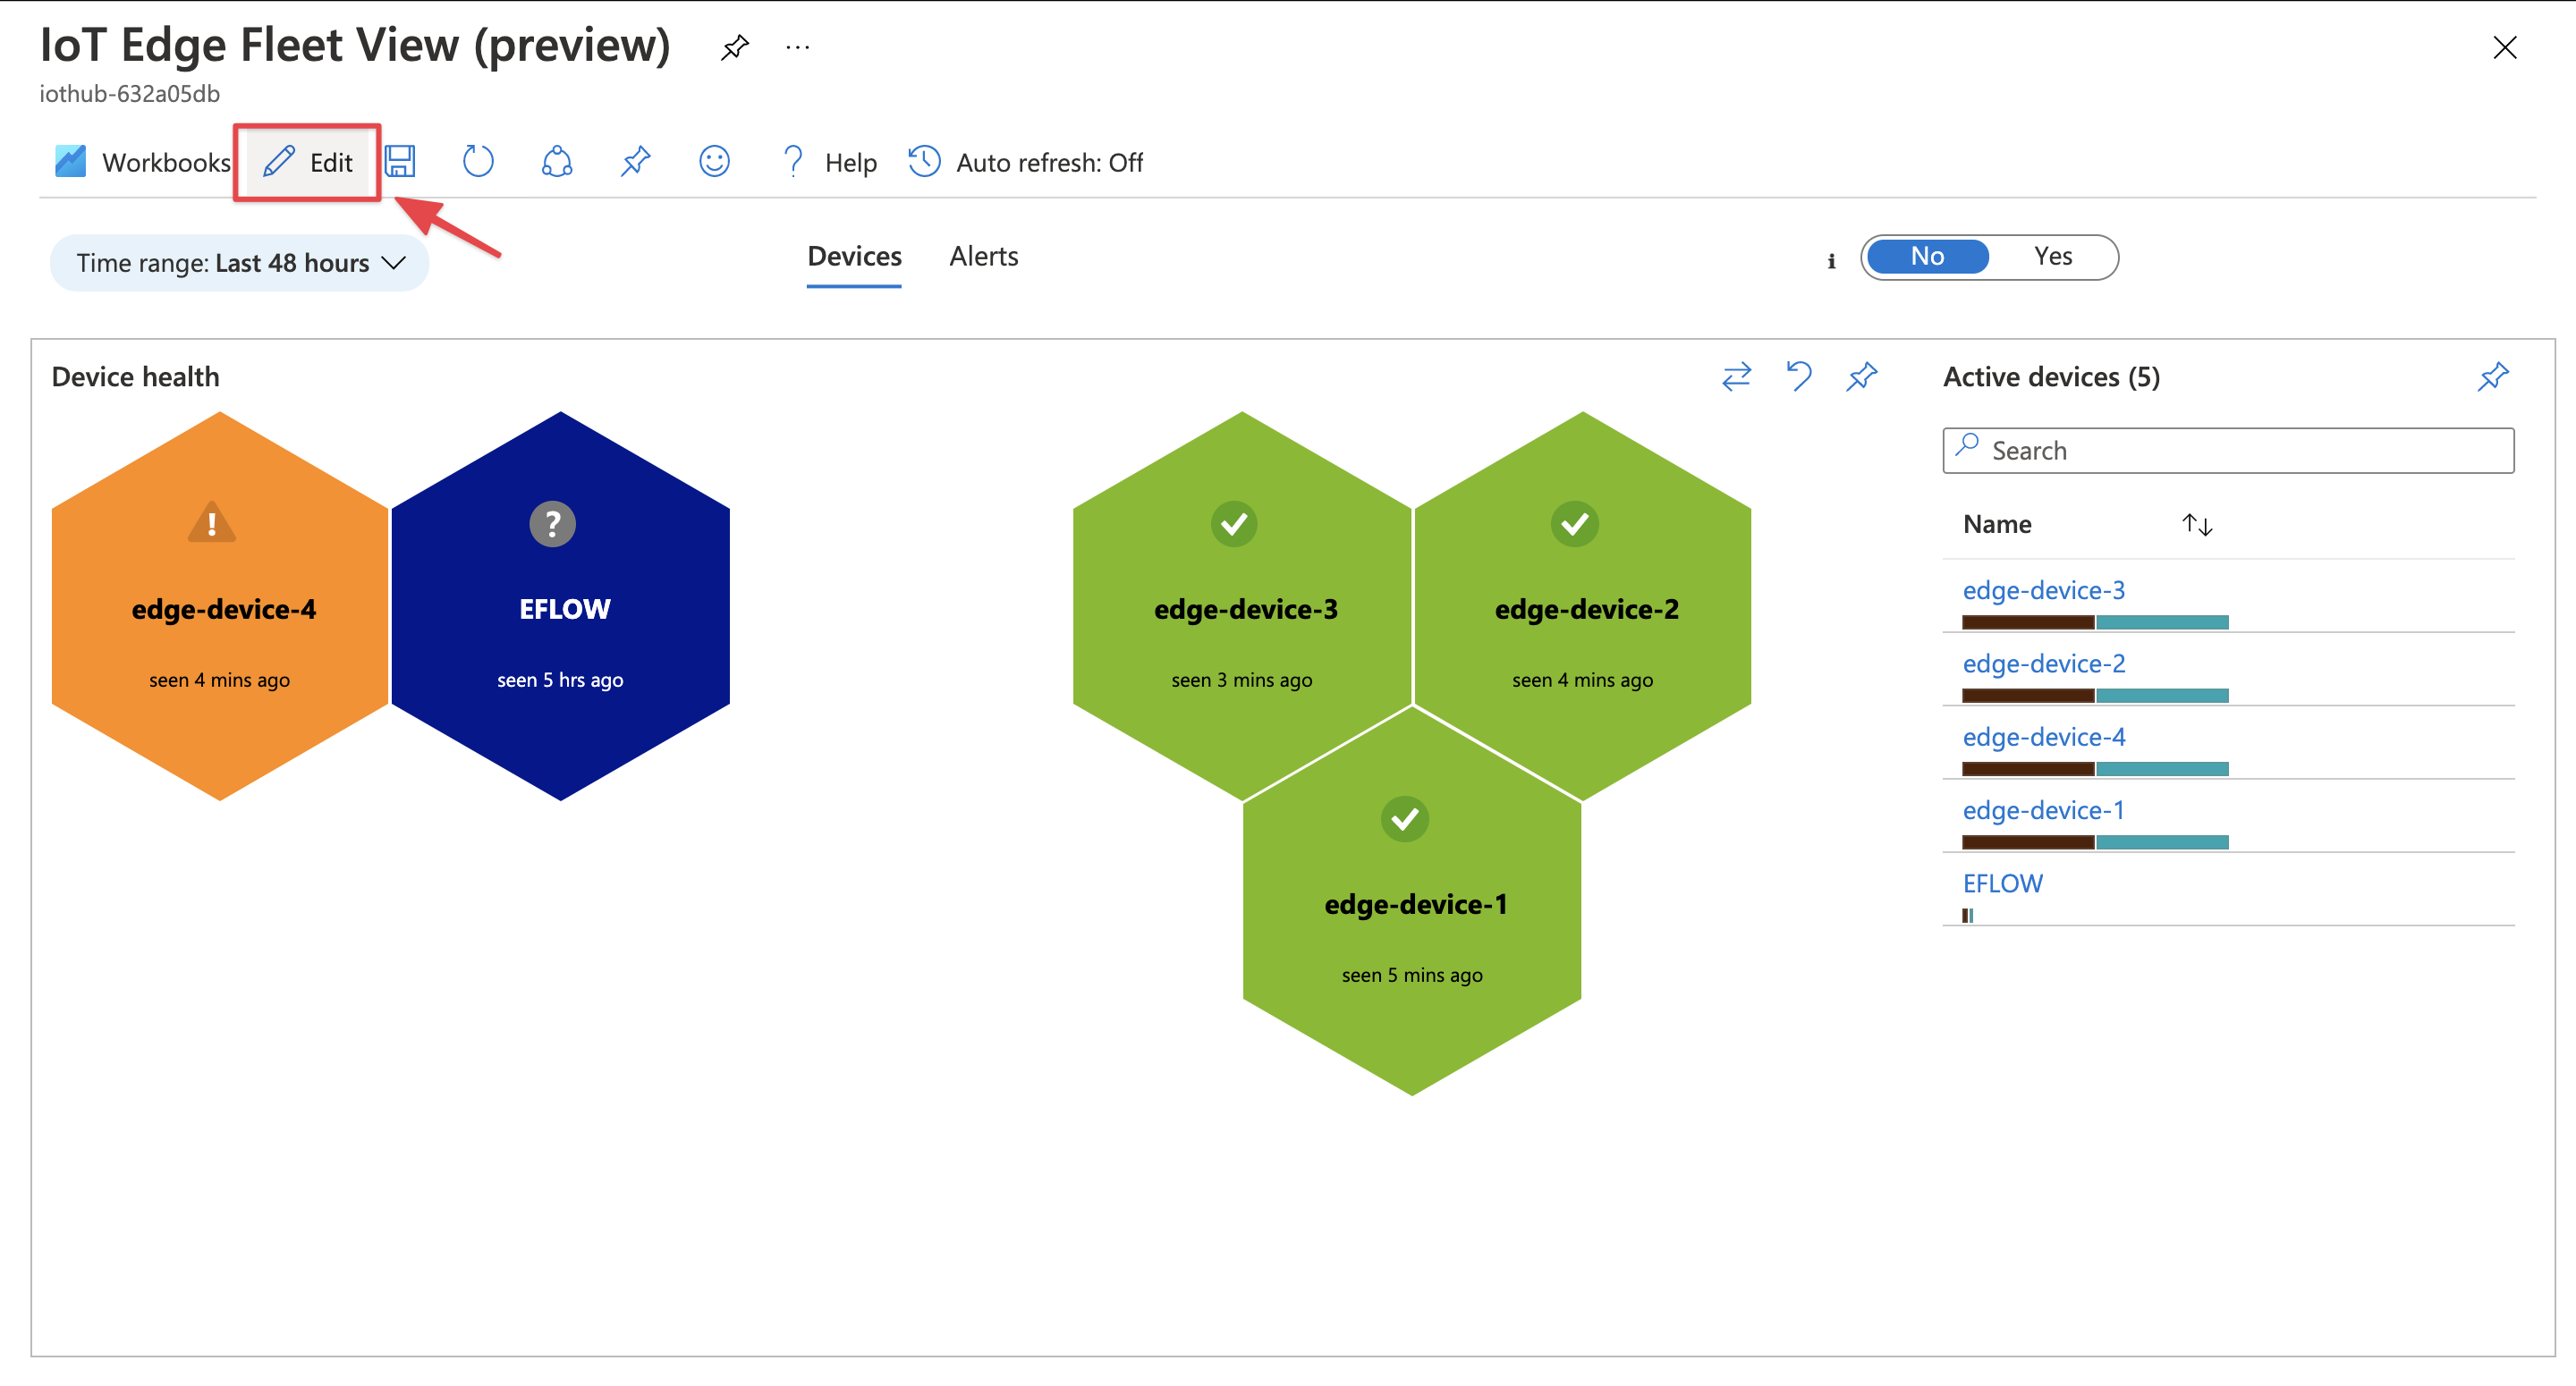 IoT Edge Fleet View (preview)
...
iothub-632a05db
Workbooks Edit Help Auto refresh: Off
Time range: Last 48 hours
Devices Alerts
No Yes
Device health
edge-device-4
seen 4 mins ago
EFLOW
seen 5 hrs ago
edge-device-3
seen 3 mins ago
edge-device-2
seen 4 mins ago
edge-device-1
seen 5 mins ago
Active devices (5)
Search
Name
edge-device-3
edge-device-2
edge-device-4
edge-device-1
EFLOW